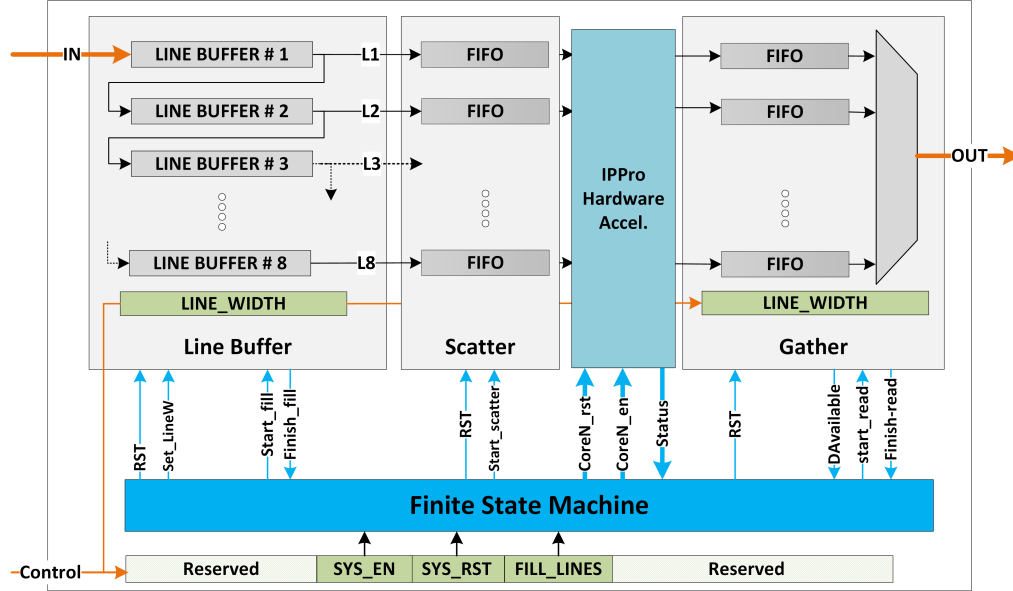 IN
LINE BUFFER # 1
L1
FIFO
FIFO
LINE BUFFER # 2
L2
FIFO
FIFO
LINE BUFFER # 3
L3
OUT
IPPro
Hardware
Accel.
LINE BUFFER # 8
L8
FIFO
FIFO
LINE_WIDTH
LINE_WIDTH
Line Buffer
Scatter
Gather
RST
Set_LineW
Start_fill
Finish_fill
RST
Start_scatter
CoreN_rst
CoreN_en
Status
RST
DAvailable
start_read
Finish-read
Finite State Machine
Control
Reserved
SYS_EN
SYS_RST
FILL_LINES
Reserved